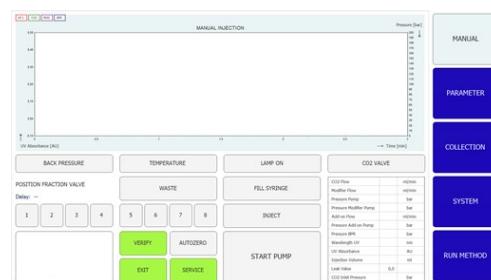 MANUAL INJECTION
Pressure [bar]
UV Absorbance [AU]
Time [min]
MANUAL
PARAMETER
COLLECTION
SYSTEM
RUN METHOD
BACK PRESSURE
TEMPERATURE
LAMP ON
CO2 VALVE
POSITION FRACTION VALVE
Delay: --
WASTE
FILL SYRINGE
1 2 3 4 5 6 7 8
INJECT
VERIFY
AUTOZERO
START PUMP
EXIT
SERVICE
CO2 Flow ml/min
Modifier Flow ml/min
Pressure Pump bar
Pressure Modifier Pump bar
Add-on Flow ml/min
Pressure Add-on Pump bar
Pressure BPR bar
Wavelength UV nm
UV Absorbance AU
Injection Volume ml
Leak Value 0,0
CO2 Inlet Pressure bar